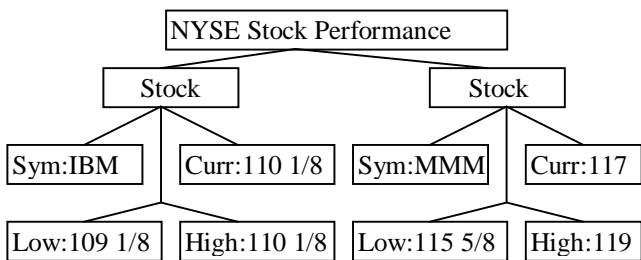 NYSE Stock Performance
Stock
Stock
Sym:IBM
Curr:110 1/8
Sym:MMM
Curr:117
Low:109 1/8
High:110 1/8
Low:115 5/8
High:119